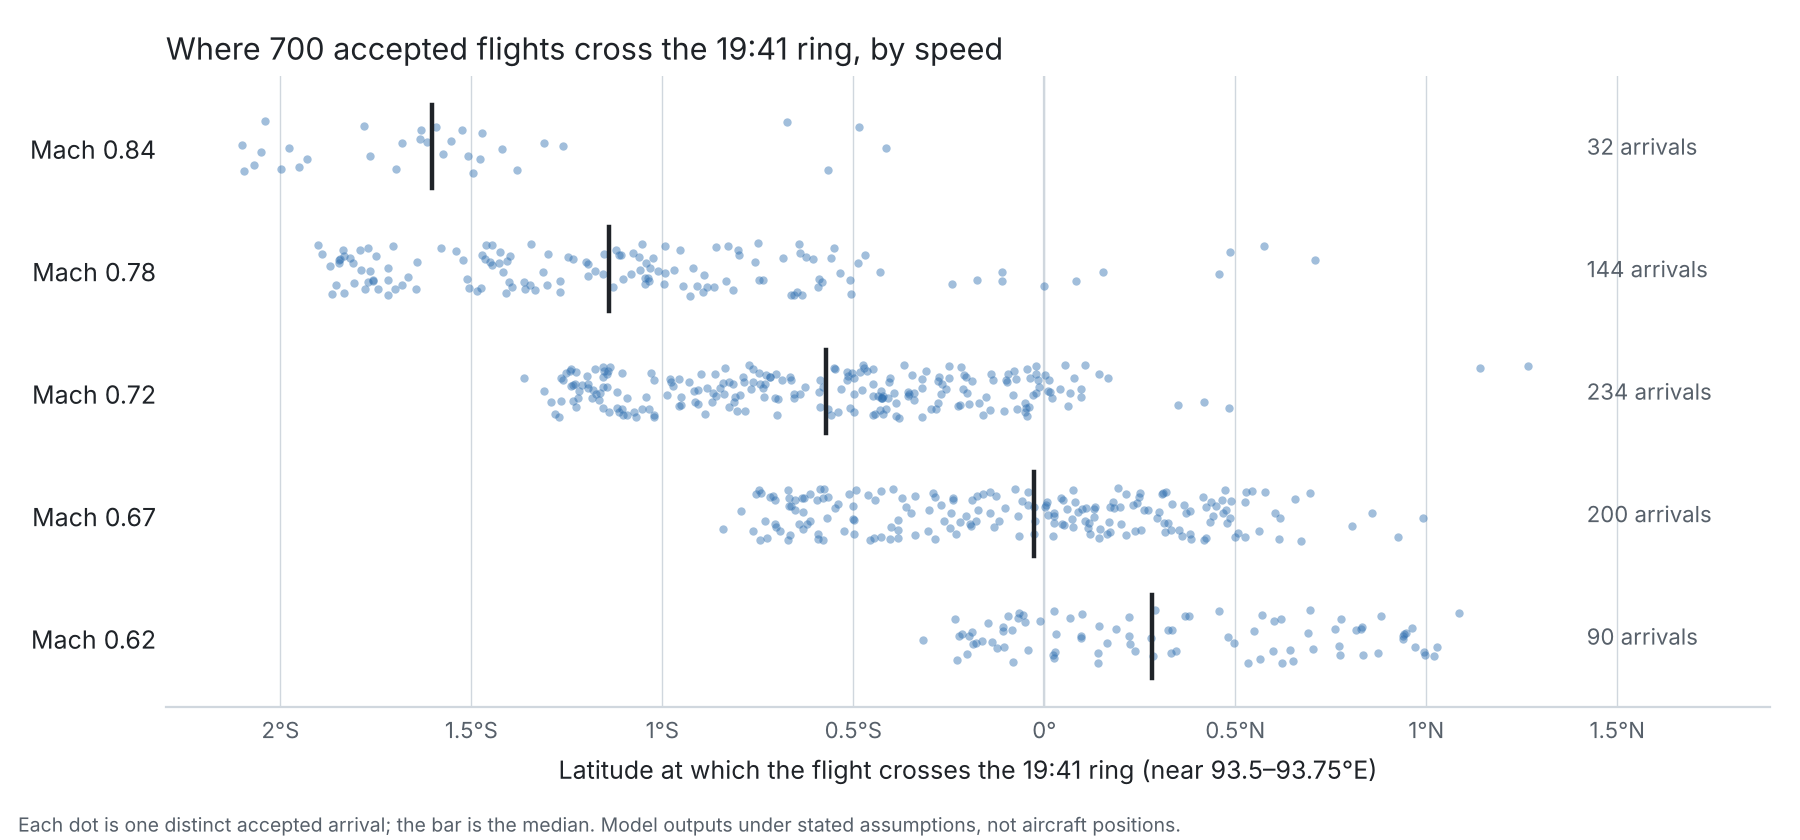 Where 700 accepted flights cross the 19:41 ring, by speed
Mach 0.84
32 arrivals
Mach 0.78
144 arrivals
Mach 0.72
234 arrivals
Mach 0.67
200 arrivals
Mach 0.62
90 arrivals
2°S 1.5°S 1°S 0.5°S 0° 0.5°N 1°N 1.5°N
Latitude at which the flight crosses the 19:41 ring (near 93.5–93.75°E)
Each dot is one distinct accepted arrival; the bar is the median. Model outputs under stated assumptions, not aircraft positions.